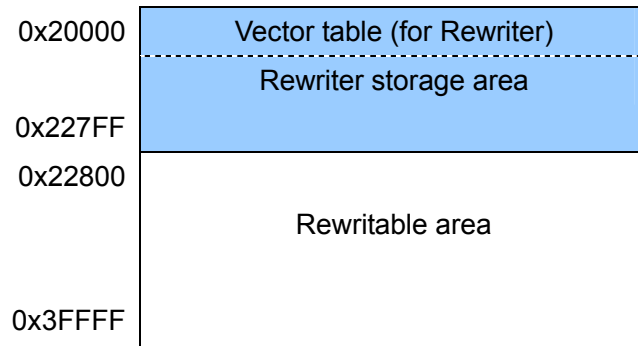 0x20000
Vector table (for Rewriter)
Rewriter storage area
0x227FF
0x22800
Rewritable area
0x3FFFF